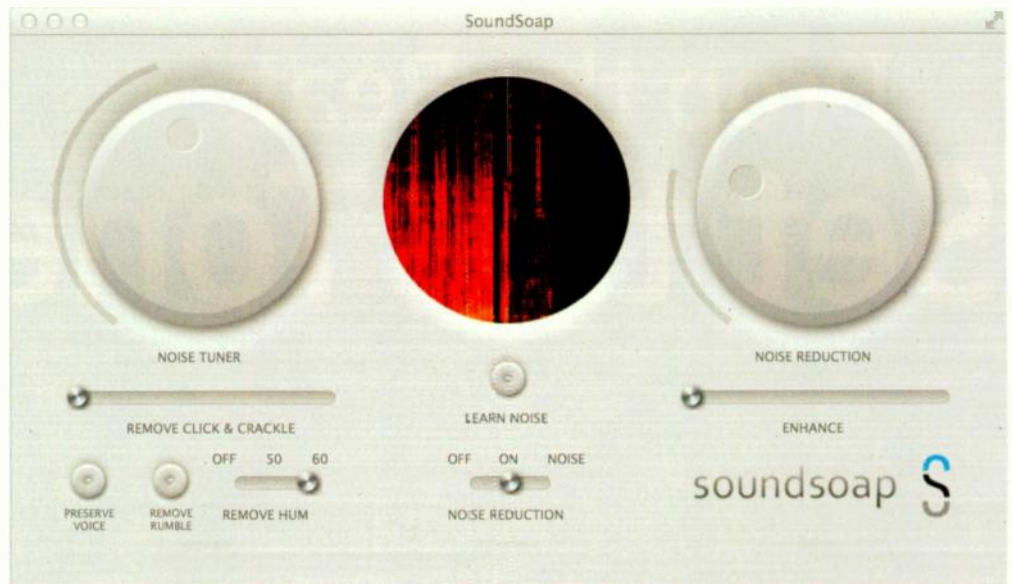 SoundSoap
NOISE TUNER
NOISE REDUCTION
LEARN NOISE
REMOVE CLICK & CRACKLE
ENHANCE
OFF 50 60
OFF ON NOISE
PRESERVE
VOICE
REMOVE
RUMBLE
REMOVE HUM
NOISE REDUCTION
soundsoap